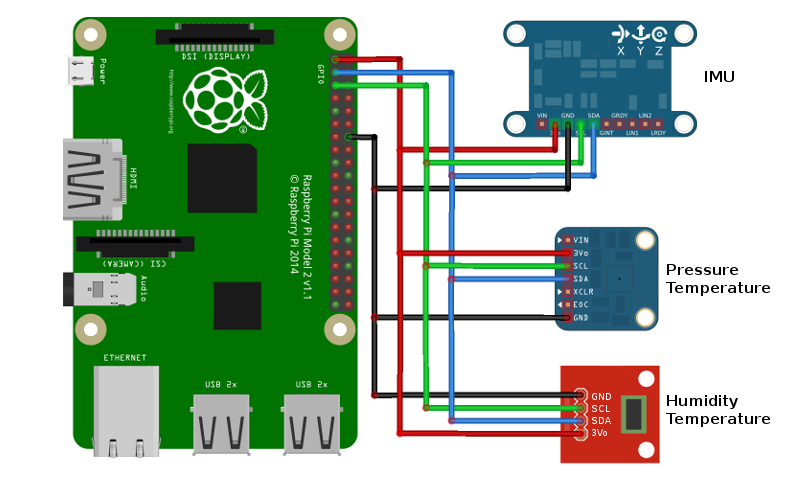 DSI (DISPLAY)
Power
GPIO
http://www.raspberrypi.org
®
HDMI
Raspberry Pi Model 2 v1.1
© Raspberry Pi 2014
CSI (CAMERA)
Audio
ETHERNET
USB 2x
USB 2x
X Y Z
VIN GND SDA GRDY LIN2
GINT LIN1 LRDY
IMU
VIN
3Vo
SCL
SDA
XCLR
EOC
GND
Pressure
Temperature
GND
SCL
SDA
3Vo
Humidity
Temperature